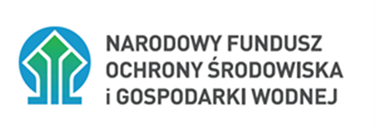 NARODOWY FUNDUSZ
OCHRONY ŚRODOWISKA
i GOSPODARKI WODNEJ